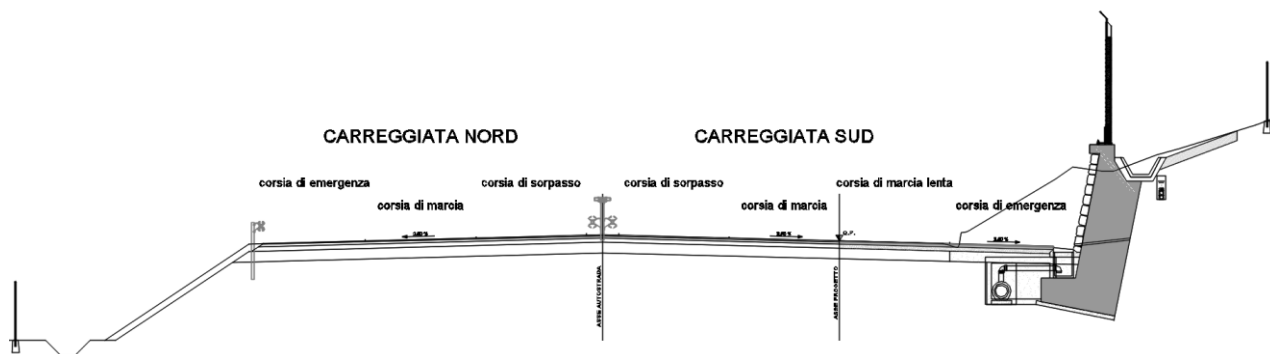 CARREGGIATA NORD
CARREGGIATA SUD
corsia di emergenza
corsia di sorpasso
corsia di sorpasso
corsia di marcia lenta
corsia di marcia
corsia di marcia
corsia di emergenza
Q.P.
ASSE AUTOSTRADA
ASSE PROGETTO